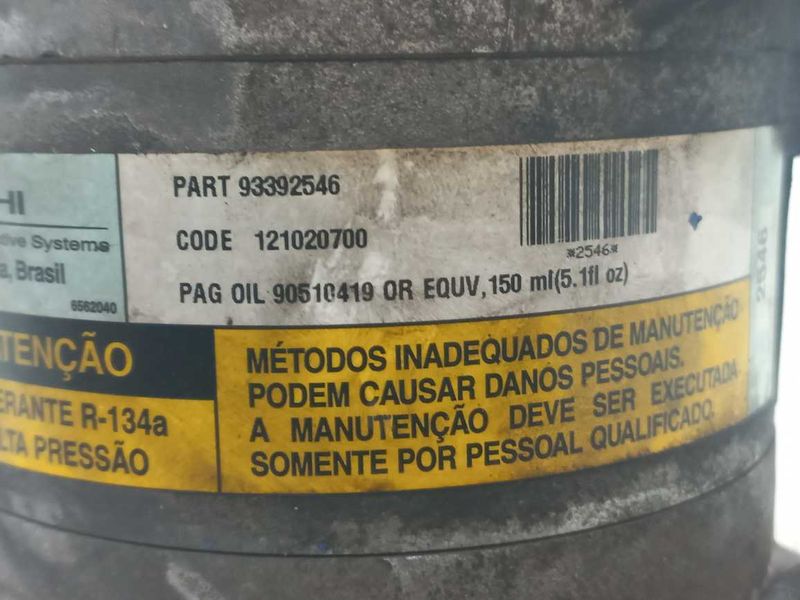 HI
tive Systems
a, Brasil
6562040
PART 93392546
CODE 121020700
*2546*
PAG OIL 90510419 OR EQUV, 150 ml(5.1fl oz)
2546
TENÇÃO
ERANTE R-134a
LTA PRESSÃO
MÉTODOS INADEQUADOS DE MANUTENÇÃO
PODEM CAUSAR DANOS PESSOAIS.
A MANUTENÇÃO DEVE SER EXECUTADA
SOMENTE POR PESSOAL QUALIFICADO.